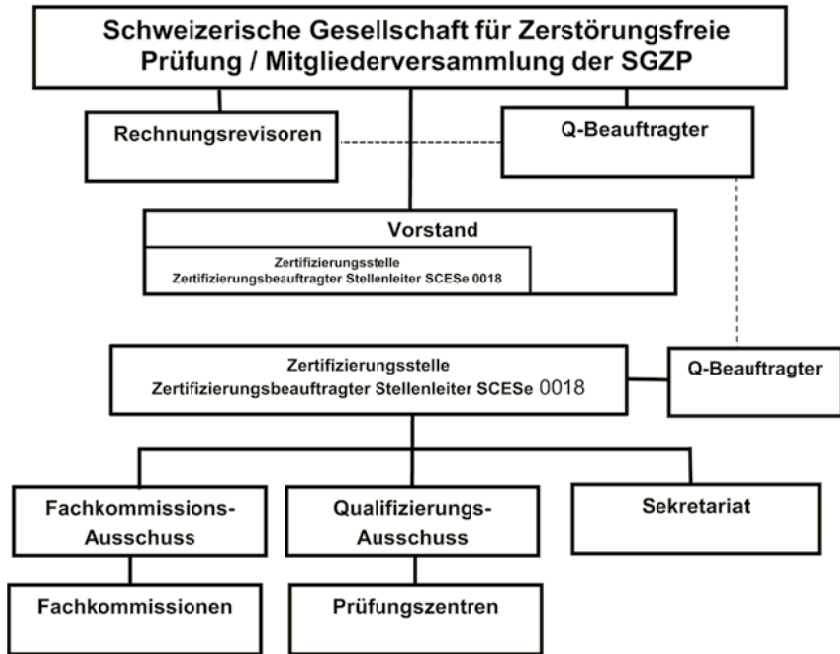 Schweizerische Gesellschaft für Zerstörungsfreie
Prüfung / Mitgliederversammlung der SGZP
Rechnungsrevisoren
Q-Beauftragter
Vorstand
Zertifizierungsstelle
Zertifizierungsbeauftragter Stellenleiter SCESe 0018
Zertifizierungsstelle
Zertifizierungsbeauftragter Stellenleiter SCESe 0018
Q-Beauftragter
Fachkommissions-
Ausschuss
Qualifizierungs-
Ausschuss
Sekretariat
Fachkommissionen
Prüfungszentren